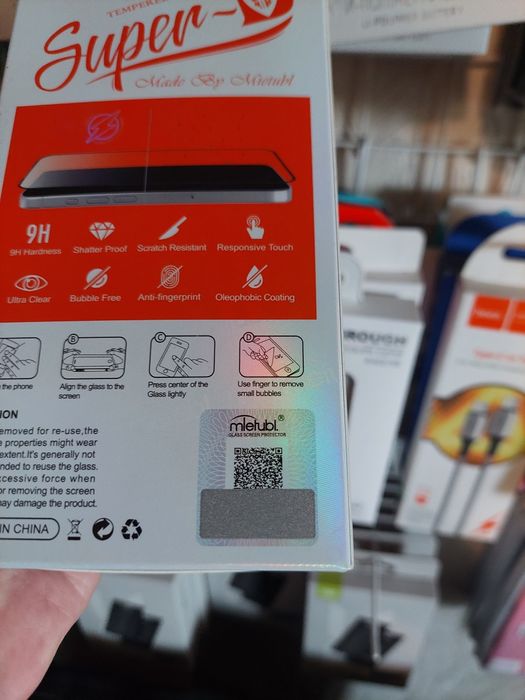 TEMPERE
Super-D
Made By Mietubl
9H
9H Hardness
Shatter Proof
Scratch Resistant
Responsive Touch
Ultra Clear
Bubble Free
Anti-fingerprint
Oleophobic Coating
B
C
D
the phone
Align the glass to the
screen
Press center of the
Glass lightly
Use finger to remove
small bubbles
ION
emoved for re-use,the
e properties might wear
extent.It's generally not
nded to reuse the glass.
xcessive force when
or removing the screen
may damage the product.
IN CHINA
mietubl®
GLASS SCREEN PROTECTOR
ROUGH